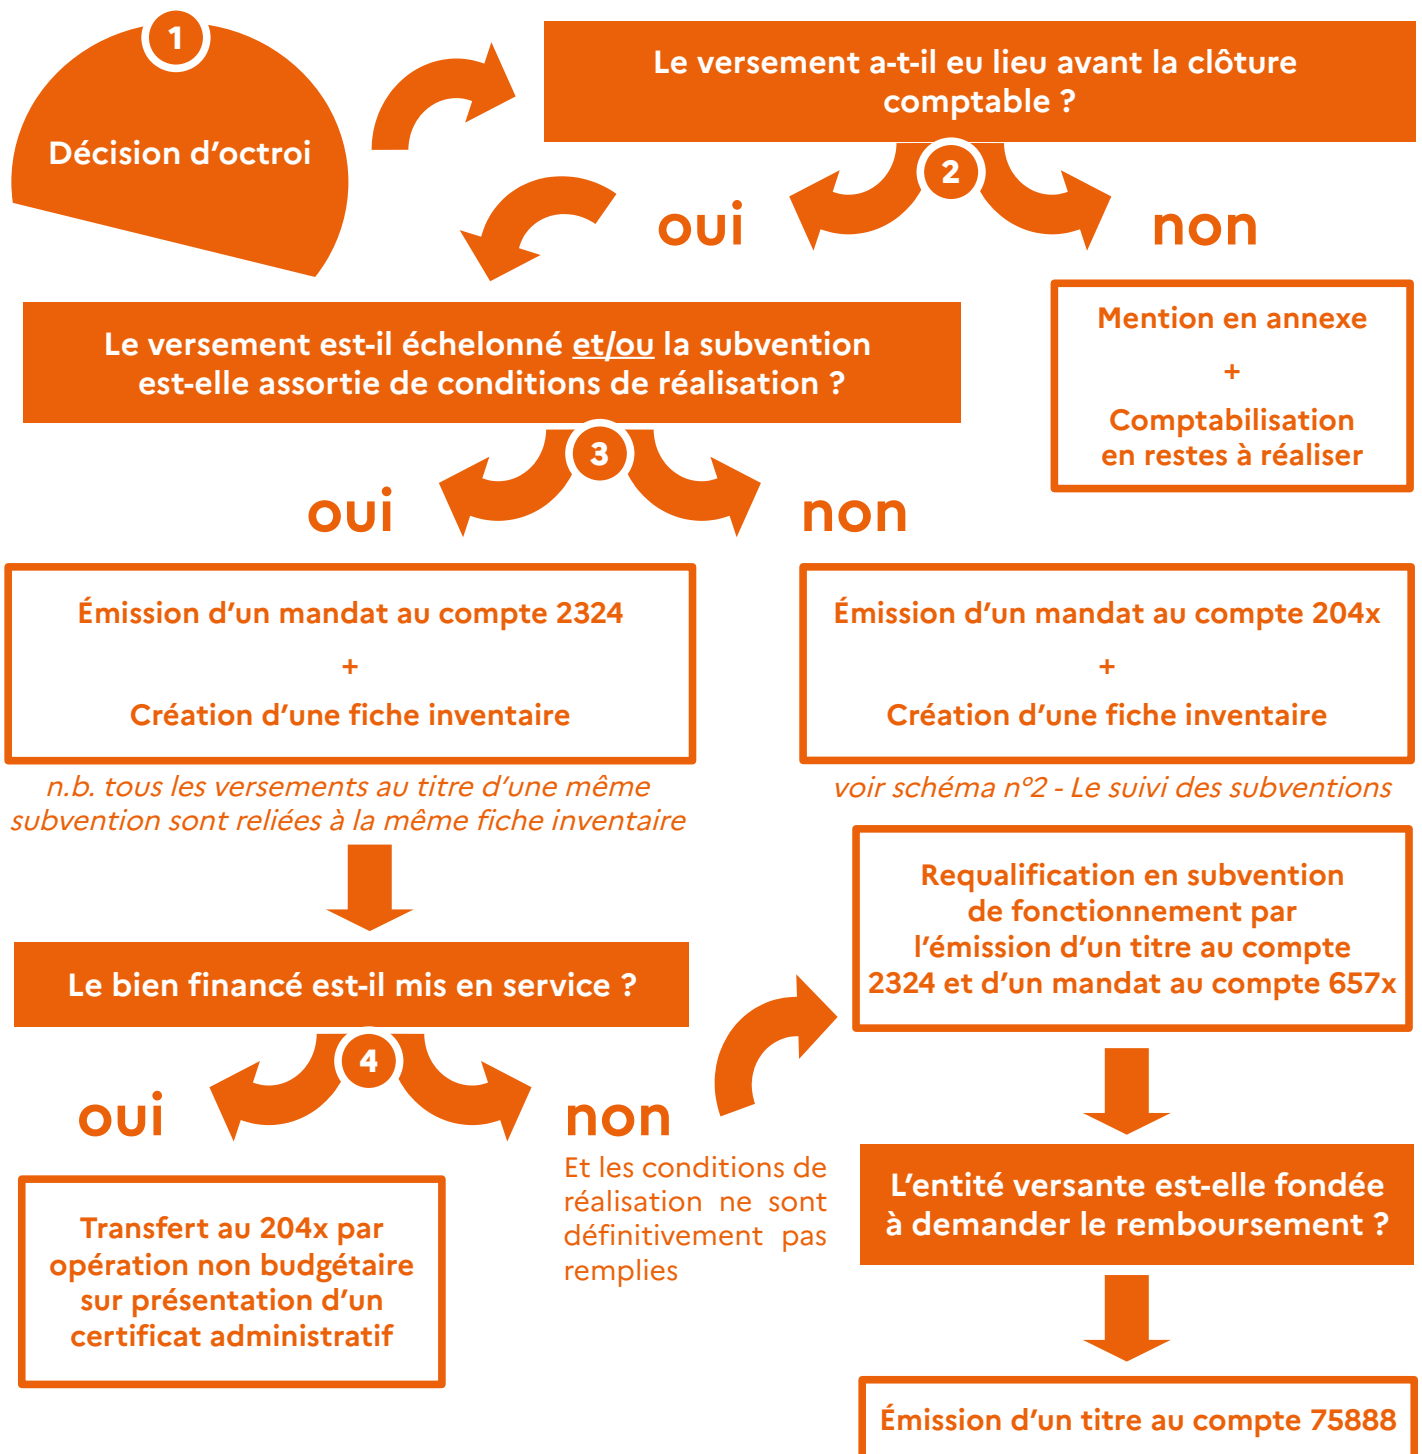 1
Décision d’octroi
Le versement a-t-il eu lieu avant la clôture
comptable ?
2
oui
non
Mention en annexe
+
Comptabilisation
en restes à réaliser
Le versement est-il échelonné et/ou la subvention
est-elle assortie de conditions de réalisation ?
3
oui
non
Émission d’un mandat au compte 2324
+
Création d’une fiche inventaire
n.b. tous les versements au titre d’une même
subvention sont reliées à la même fiche inventaire
Émission d’un mandat au compte 204x
+
Création d’une fiche inventaire
voir schéma n°2 - Le suivi des subventions
Le bien financé est-il mis en service ?
4
oui
Transfert au 204x par
opération non budgétaire
sur présentation d’un
certificat administratif
non
Et les conditions de
réalisation ne sont
définitivement pas
remplies
Requalification en subvention
de fonctionnement par
l’émission d’un titre au compte
2324 et d’un mandat au compte 657x
L’entité versante est-elle fondée
à demander le remboursement ?
Émission d’un titre au compte 75888